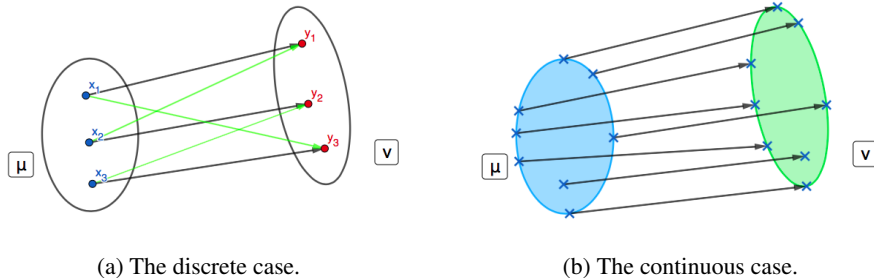 x₁
x₂
x₃
y₁
y₂
y₃
μ
ν
μ
ν
(a) The discrete case.
(b) The continuous case.